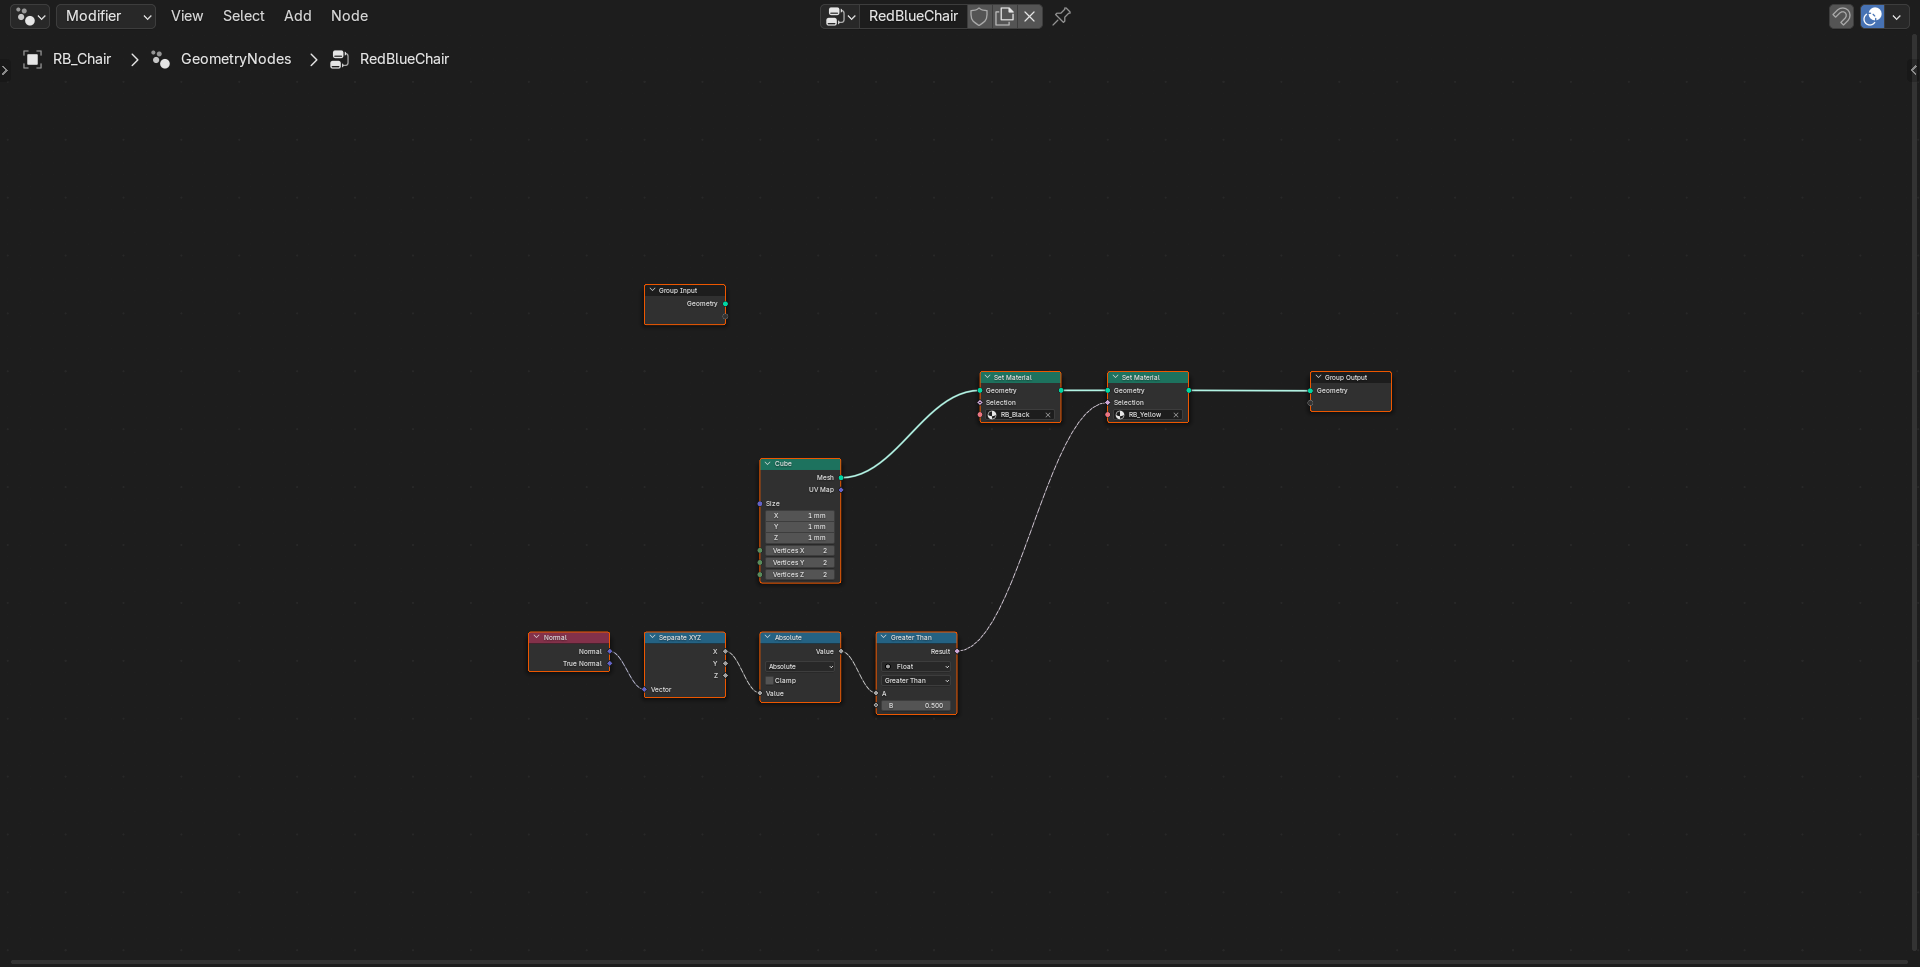 Modifier View Select Add Node RedBlueChair
RB_Chair GeometryNodes RedBlueChair
Group Input
Geometry
Set Material
Geometry
Selection
RB_Black
Set Material
Geometry
Selection
RB_Yellow
Group Output
Geometry
Cube
Mesh
UV Map
Size
X 1 mm
Y 1 mm
Z 1 mm
Vertices X 2
Vertices Y 2
Vertices Z 2
Normal
Normal
True Normal
Separate XYZ
X
Y
Z
Vector
Absolute
Value
Absolute
Clamp
Value
Greater Than
Result
Float
Greater Than
A
B 0.500